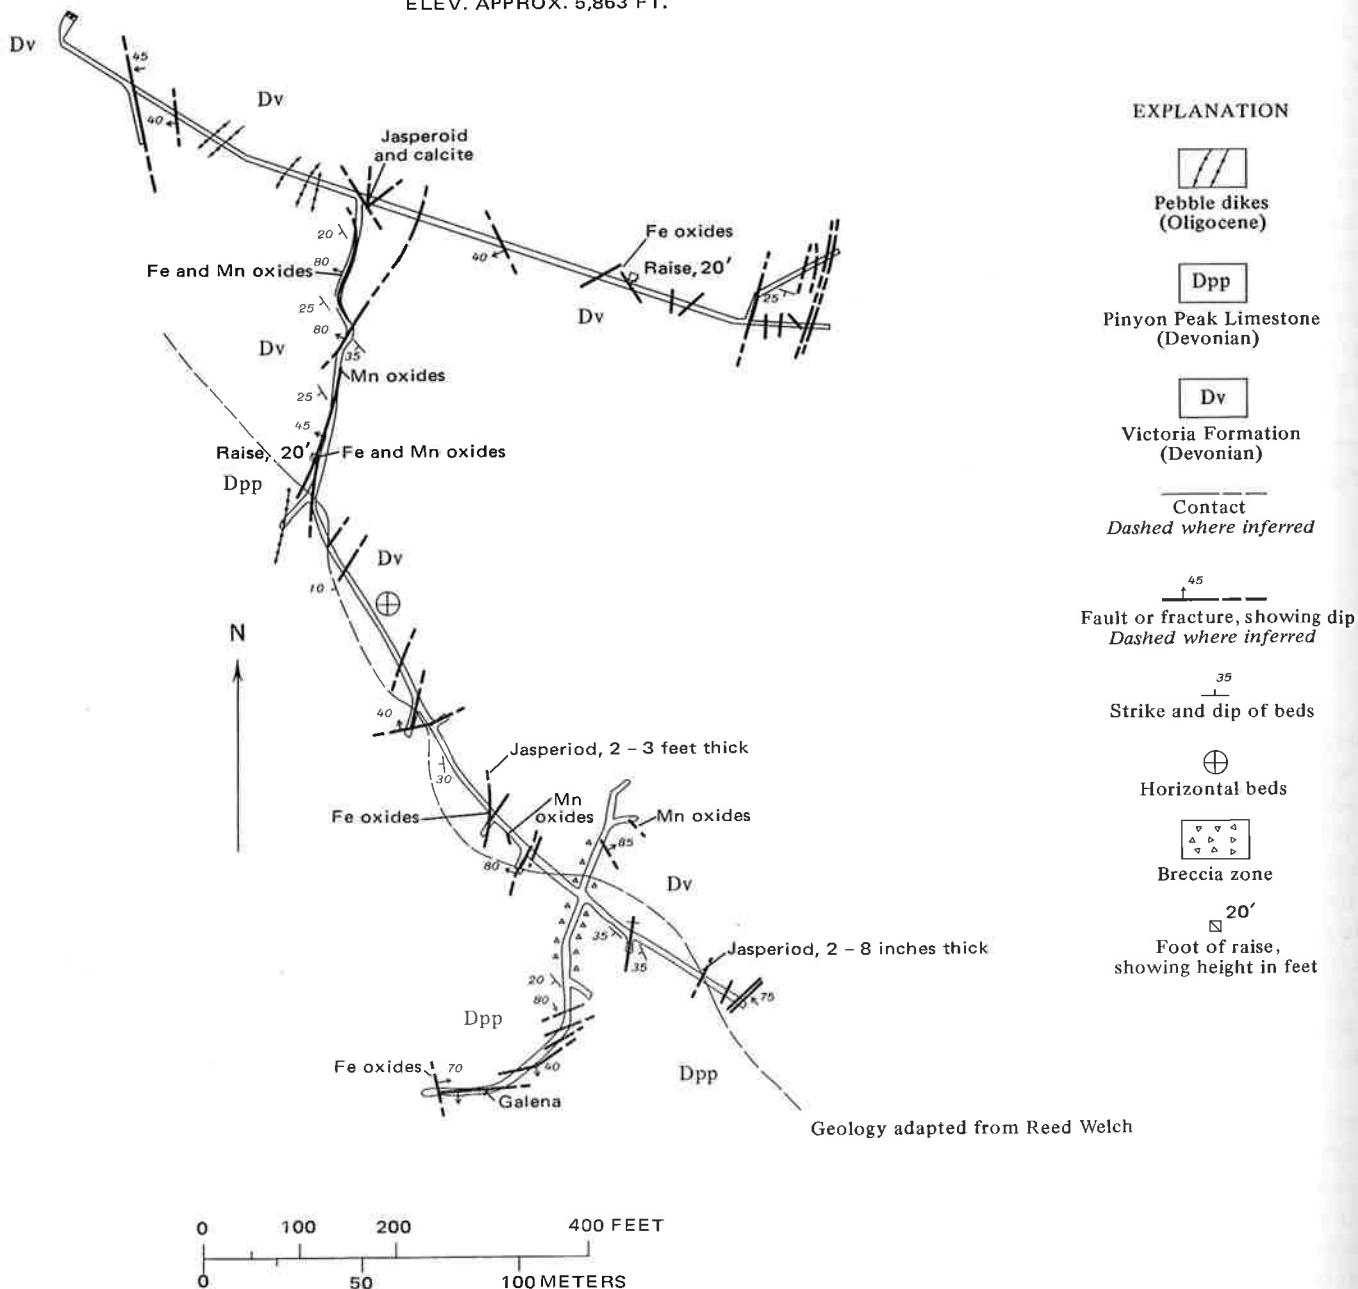 ELEV. APPROX. 5,863 FT.
Dv
45
40
Dv
Jasperoid
and calcite
20
80
Fe and Mn oxides
25
80
Dv
35
Mn oxides
25
45
Raise, 20'
Fe and Mn oxides
Dpp
40
Fe oxides
Raise, 20'
25
Dv
Dv
10
N
40
30
Jasperiod, 2 – 3 feet thick
Fe oxides
Mn
oxides
Mn oxides
85
80
Dv
35
35
Jasperiod, 2 – 8 inches thick
75
20
80
Dpp
40
Fe oxides
70
Galena
Dpp
Geology adapted from Reed Welch
0 100 200 400 FEET
0 50 100 METERS
EXPLANATION
Pebble dikes
(Oligocene)
Dpp
Pinyon Peak Limestone
(Devonian)
Dv
Victoria Formation
(Devonian)
Contact
Dashed where inferred
45
Fault or fracture, showing dip
Dashed where inferred
35
Strike and dip of beds
Horizontal beds
Breccia zone
20'
Foot of raise,
showing height in feet